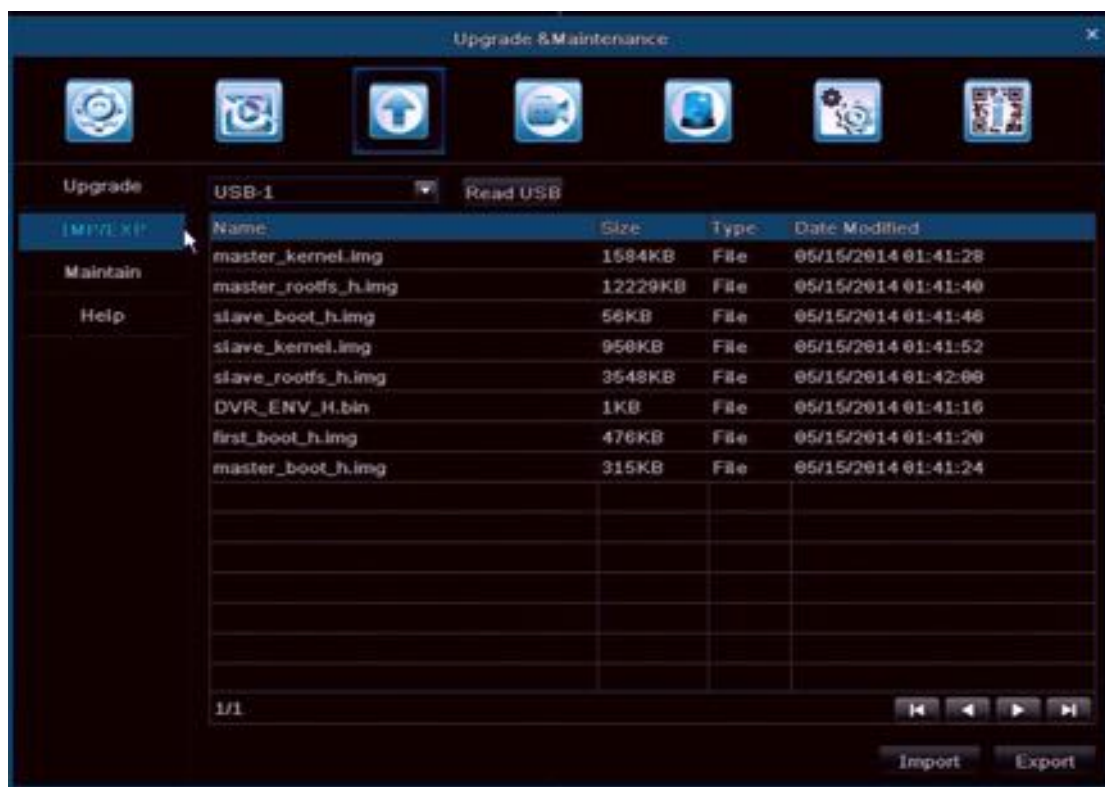 Upgrade &Maintenance
Upgrade
IMP/EXP
Maintain
Help
USB-1 Read USB
Name Size Type Date Modified
master_kernel.img 1584KB File 05/15/2014 01:41:28
master_rootfs_h.img 12229KB File 05/15/2014 01:41:40
slave_boot_h.img 56KB File 05/15/2014 01:41:46
slave_kernel.img 950KB File 05/15/2014 01:41:52
slave_rootfs_h.img 3548KB File 05/15/2014 01:42:00
DVR_ENV_H.bin 1KB File 05/15/2014 01:41:16
first_boot_h.img 476KB File 05/15/2014 01:41:20
master_boot_h.img 315KB File 05/15/2014 01:41:24
1/1
Import Export